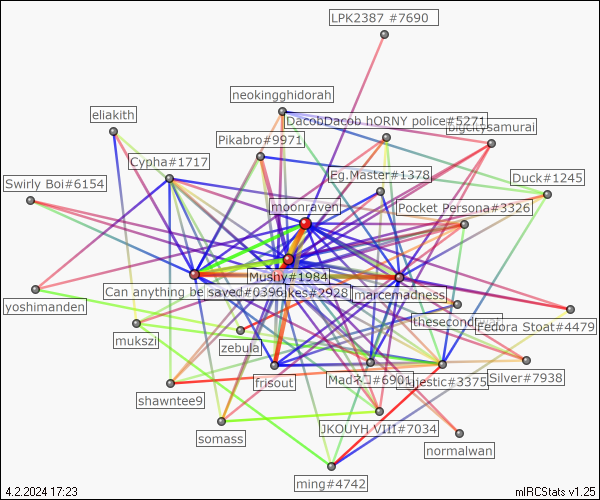 LPK2387 #7690
neokingghidorah
eliakith
DacobDacob hORNY police#5271
bigcitysamurai
Pikabro#9971
Cypha#1717
Eg.Master#1378
Duck#1245
Swirly Boi#6154
moonraven
Pocket Persona#3326
Mushy#1984
Can anything be sayed#0396
kes#2928
marcemadness
yoshimanden
thesecond
Fedora Stoat#4479
mukszi
zebula
frisout
Madネコ#6901
ajestic#3375
Silver#7938
shawntee9
somass
JKOUYH VIII#7034
normalwan
ming#4742
4.2.2024 17:23
mIRCStats v1.25